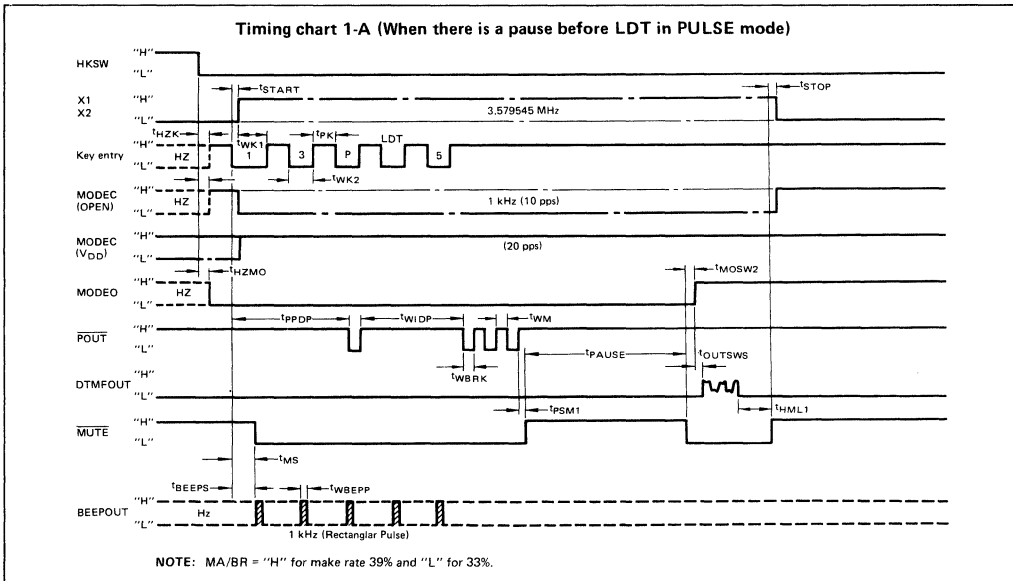 Timing chart 1-A (When there is a pause before LDT in PULSE mode)
HKSW "H"
"L"
tSTART
tSTOP
X1
X2
"H"
"L"
3.579545 MHz
tHZK
tWK1
tPK
LDT
Key entry "H"
"L"
HZ 1 3 P 5
tWK2
MODEC
(OPEN)
"H"
"L"
HZ
1 kHz (10 pps)
MODEC
(VDD)
"H"
"L"
(20 pps)
tHZMO
tMOSW2
MODEO "H"
"L"
HZ
tPPDP
tWIDP
tWM
POUT "H"
"L"
tWBRK
tPAUSE
tOUTSWS
DTMFOUT "H"
"L"
tPSM1
tHML1
MUTE "H"
"L"
tMS
tBEEPS
tWBEPP
BEEPOUT "H"
"L"
Hz
1 kHz (Rectanglar Pulse)
NOTE: MA/BR = "H" for make rate 39% and "L" for 33%.